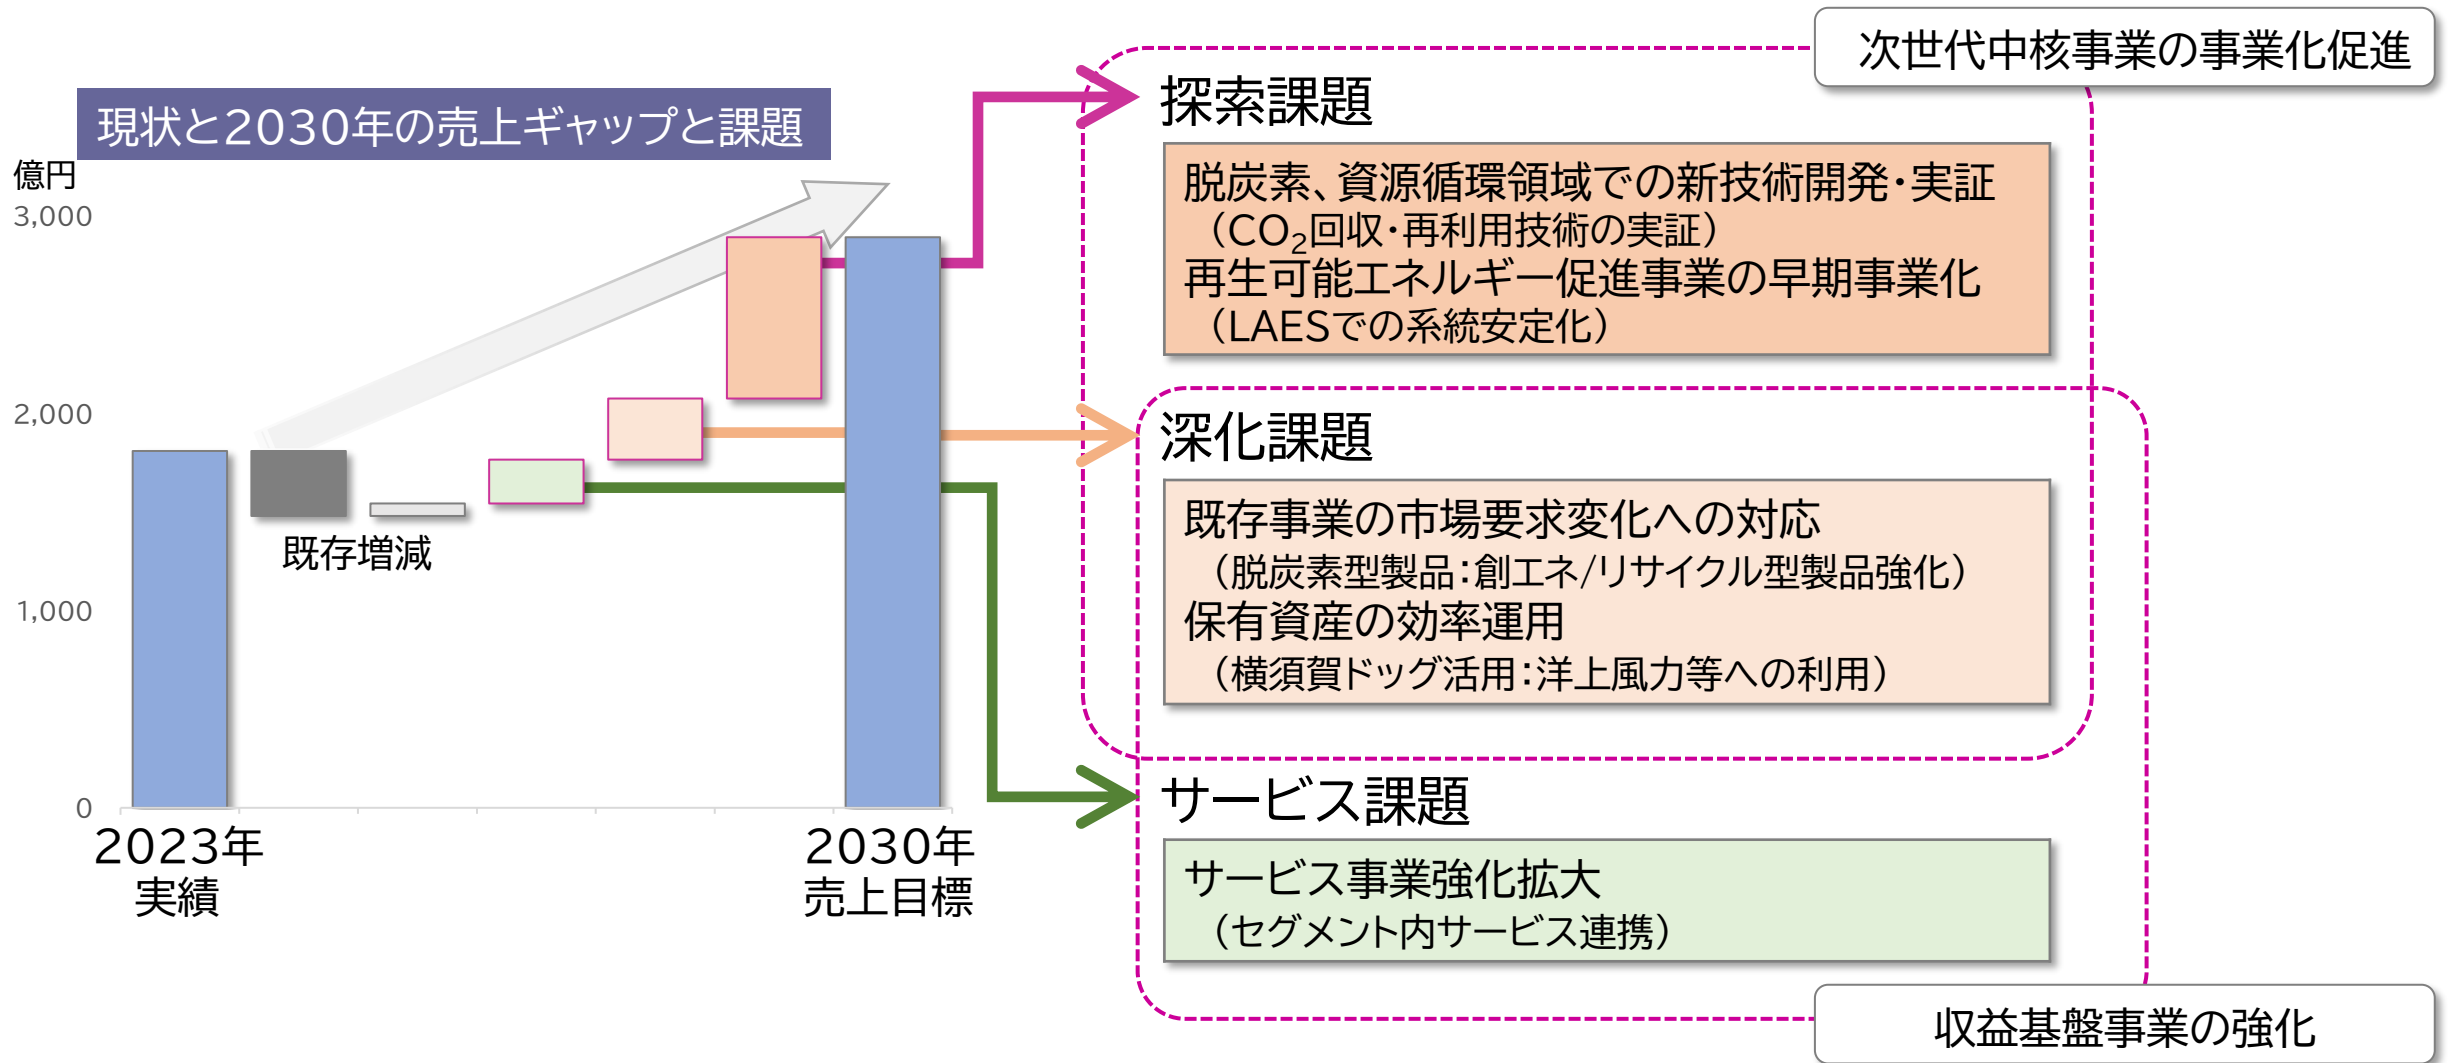 次世代中核事業の事業化促進
現状と2030年の売上ギャップと課題
億円
3,000
2,000
1,000
0
既存増減
2023年
実績
2030年
売上目標
探索課題
脱炭素、資源循環領域での新技術開発・実証
（CO₂回収・再利用技術の実証）
再生可能エネルギー促進事業の早期事業化
（LAESでの系統安定化）
深化課題
既存事業の市場要求変化への対応
（脱炭素型製品：創エネ/リサイクル型製品強化）
保有資産の効率運用
（横須賀ドッグ活用：洋上風力等への利用）
サービス課題
サービス事業強化拡大
（セグメント内サービス連携）
収益基盤事業の強化